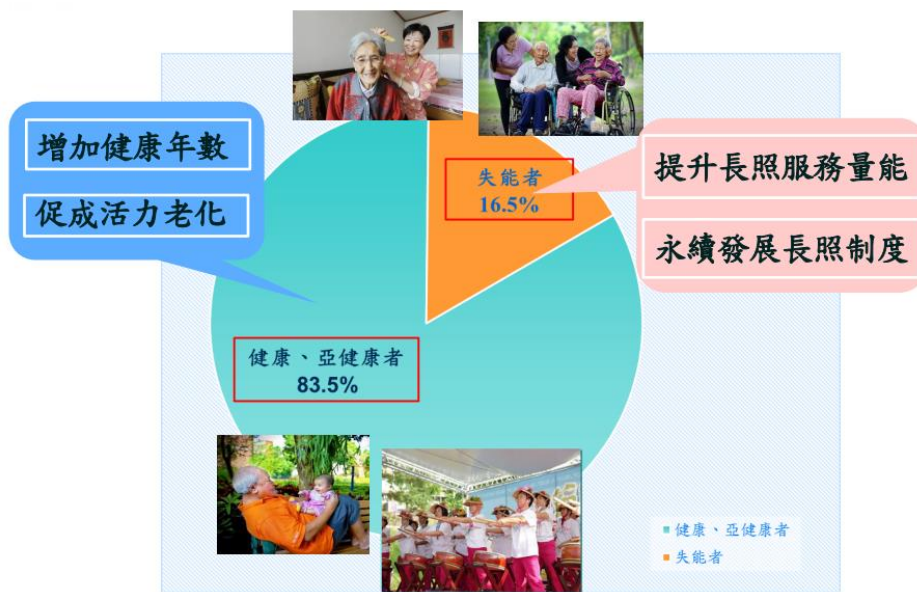 增加健康年數
促成活力老化
失能者
16.5%
提升長照服務量能
永續發展長照制度
健康、亞健康者
83.5%
健康、亞健康者
失能者